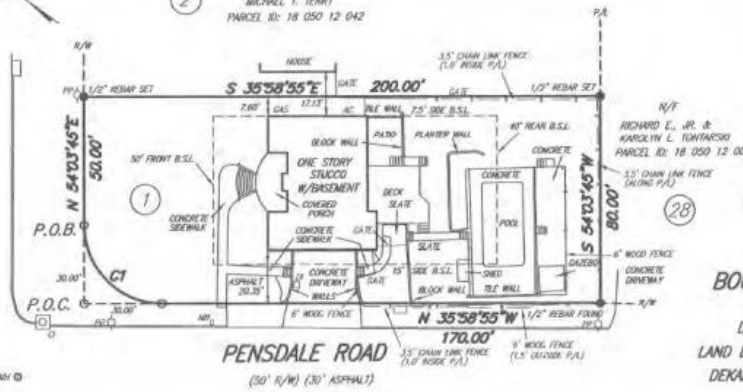 2
MICHAEL T. TERRY
PARCEL ID: 18 050 12 042
P/L
R/W
HOUSE
3.5' CHAIN LINK FENCE
(1.0' INSIDE P/L)
S 35°58'55"E 200.00'
GATE
GATE
1/2" REBAR SET
1/2" REBAR SET
7.60'
GAS
17.13'
AC
TILE WALL
7.5' SIDE B.S.L.
N/F
RICHARD E., JR. &
KAROLYN L. TONTARSKI
PARCEL ID: 18 050 12 00
N 54°03'45"E
50.00'
50' FRONT B.S.L.
BLOCK WALL
PATIO
PLANTER WALL
40' REAR B.S.L.
CONCRETE
ONE STORY
STUCCO
W/BASEMENT
COVERED
PORCH
3.5' CHAIN LINK FENCE
(ALONG P/L)
1
CONCRETE
SIDEWALK
DECK
SLATE
CONCRETE
POOL
S 54°03'45"W
80.00'
28
P.O.B.
CONCRETE
SIDEWALK
GATE
SLATE
6' WOOD FENCE
C1
30.00'
ASPHALT
20.35'
CONCRETE
DRIVEWAY
WALLS
GATE
15' SIDE B.S.L.
SHED
TILE WALL
GAZEBO
CONCRETE
DRIVEWAY
P.O.C.
30.00'
6' WOOD FENCE
BLOCK WALL
N 35°58'55"W
170.00'
1/2" REBAR FOUND
R/W
PENSDALE ROAD
(50' R/W) (30' ASPHALT)
3.5' CHAIN LINK FENCE
(1.0' INSIDE P/L)
6' WOOD FENCE
(1.5' OUTSIDE P/L)
BOU
L
LAND L
DEKA